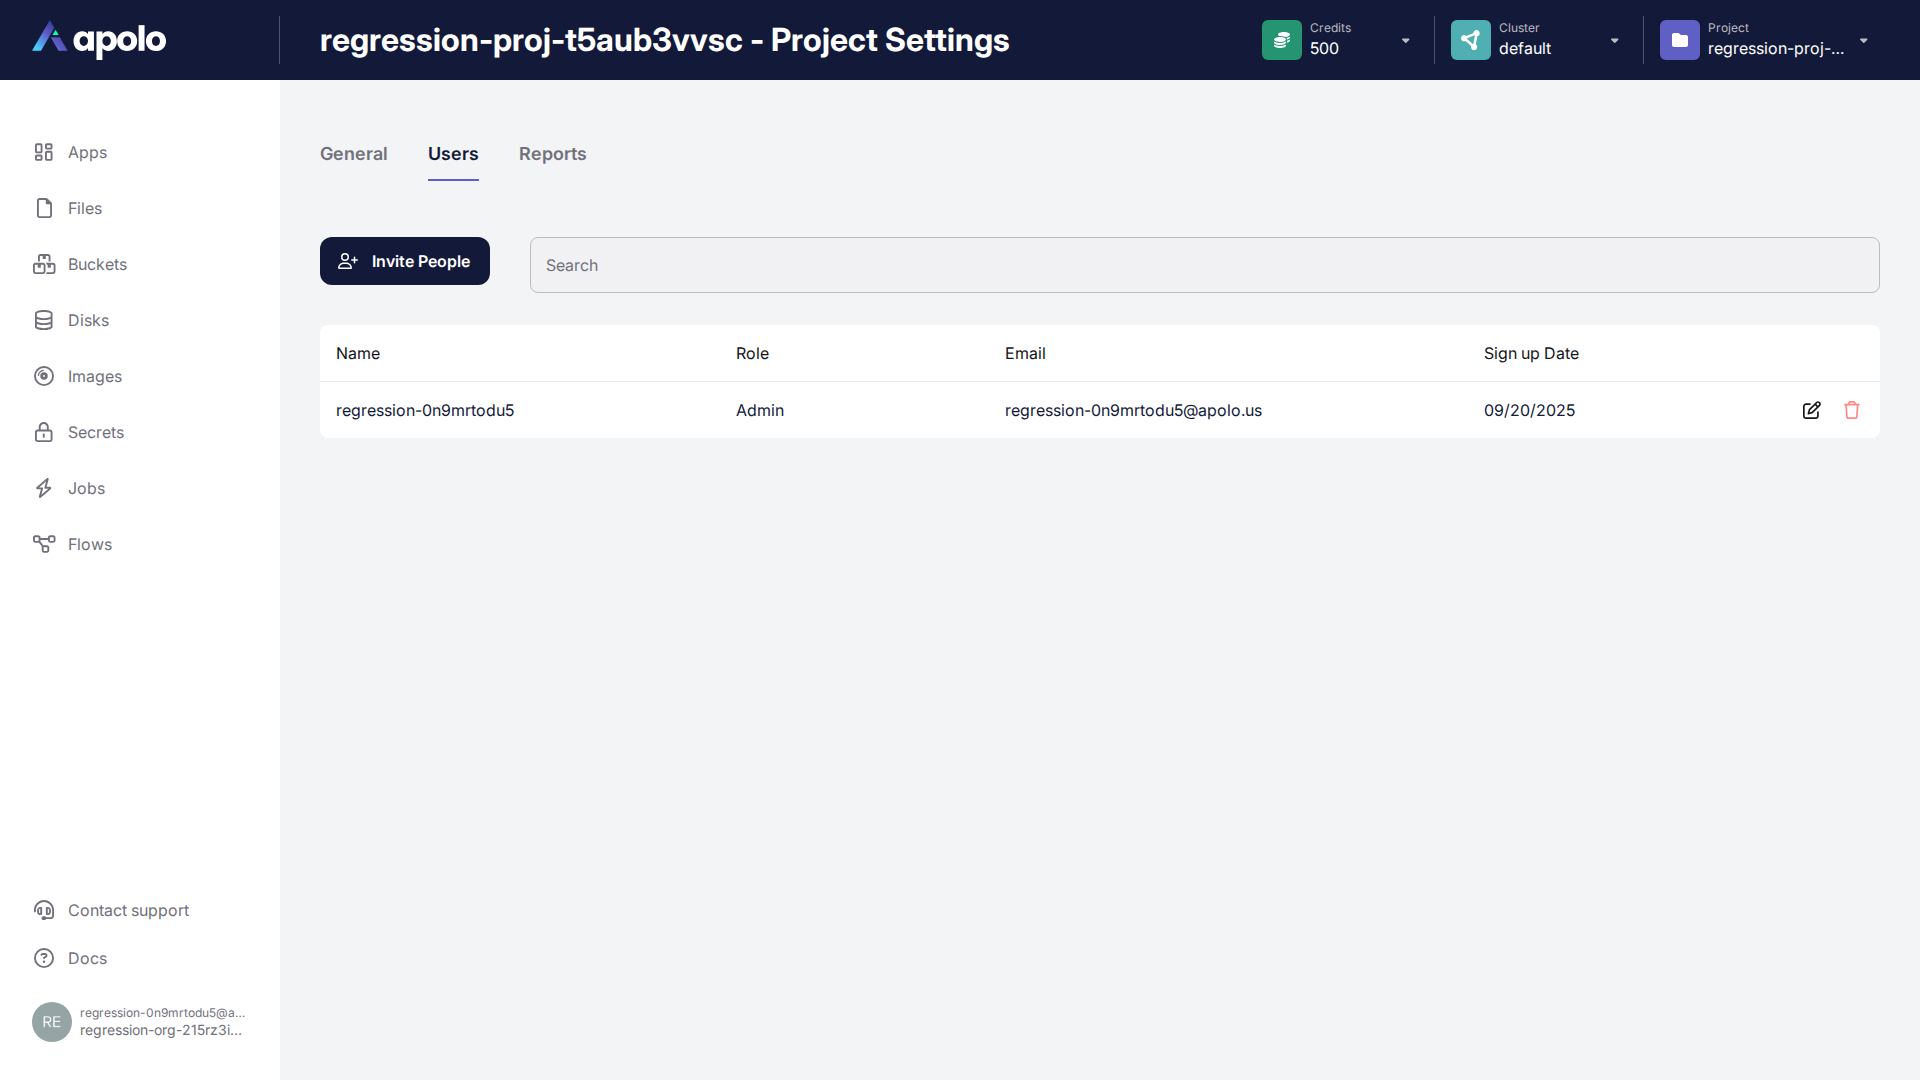 apolo
regression-proj-t5aub3vvsc - Project Settings
Credits
500
Cluster
default
Project
regression-proj-...
Apps
Files
Buckets
Disks
Images
Secrets
Jobs
Flows
Contact support
Docs
RE
regression-0n9mrtodu5@a...
regression-org-215rz3i...
General
Users
Reports
Invite People
Search
Name Role Email Sign up Date
regression-0n9mrtodu5 Admin regression-0n9mrtodu5@apolo.us 09/20/2025